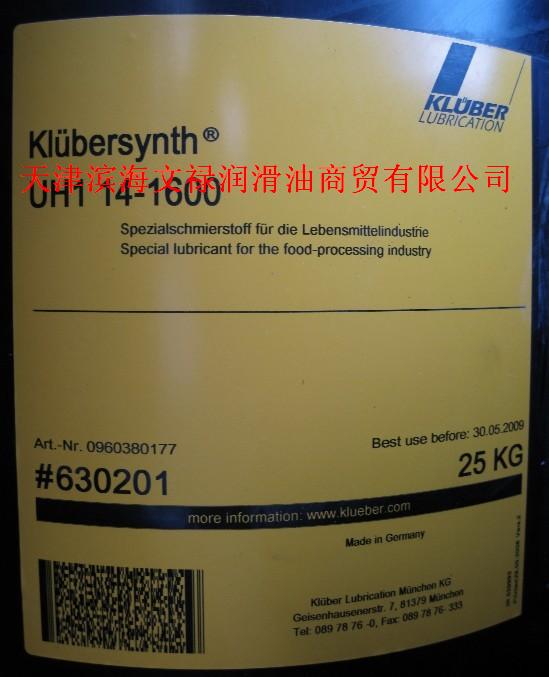 KLÜBER
LUBRICATION
Klübersynth®
天津滨海文禄润滑油商贸有限公司
UH1 14-1600
Spezialschmierstoff für die Lebensmittelindustrie
Special lubricant for the food-processing industry
Art.-Nr. 0960380177
Best use before: 30.05.2009
#630201
25 KG
more information: www.klueber.com
Made in Germany
Klüber Lubrication München KG
Geisenhausenerstr. 7, 81379 München
Tel: 089 78 76 -0, Fax: 089 78 76- 333